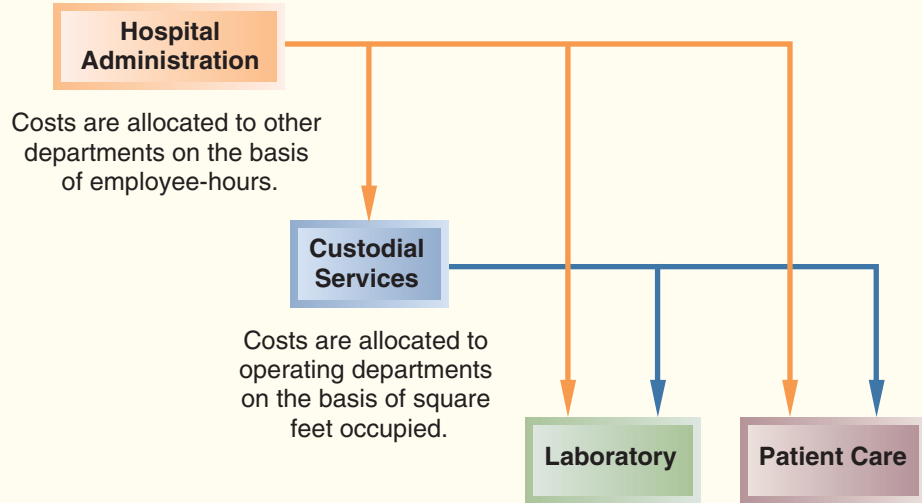 Hospital
Administration
Costs are allocated to other
departments on the basis
of employee-hours.
Custodial
Services
Costs are allocated to
operating departments
on the basis of square
feet occupied.
Laboratory
Patient Care